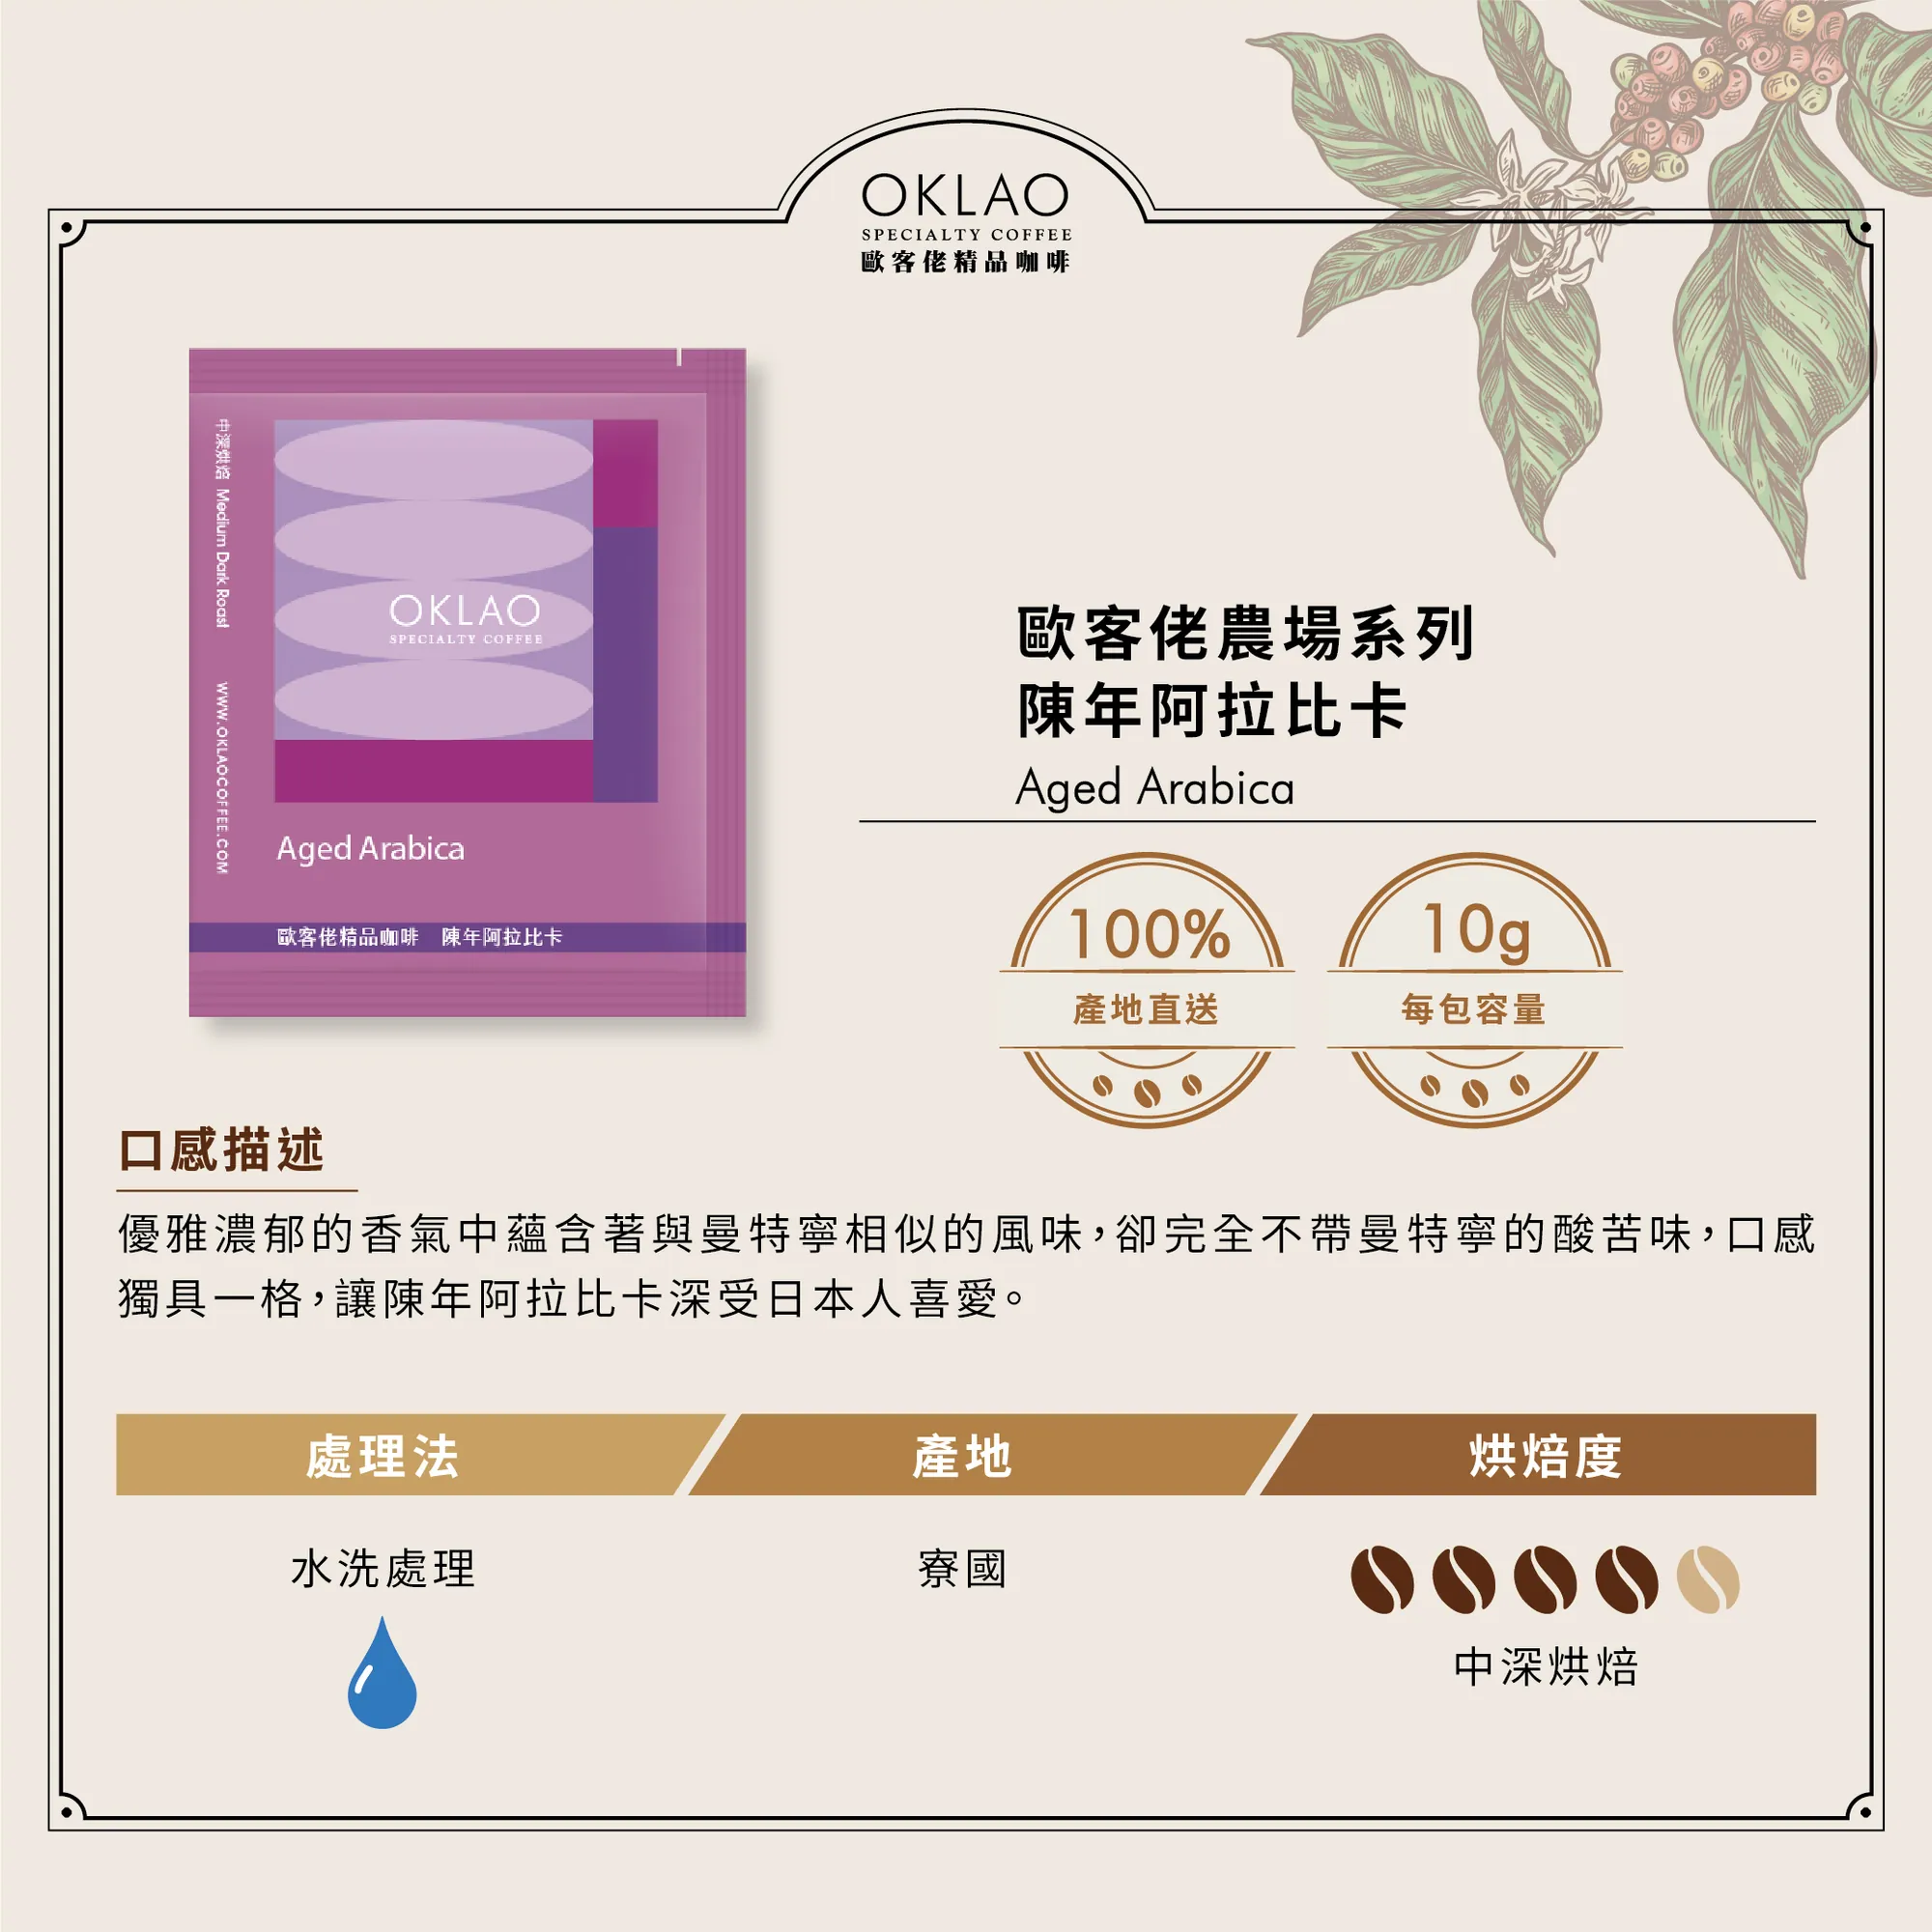 OKLAO
SPECIALTY COFFEE
歐客佬精品咖啡
中深烘焙 Medium Dark Roast
WWW.OKLAOCOFFEE.COM
OKLAO
SPECIALTY COFFEE
Aged Arabica
歐客佬精品咖啡 陳年阿拉比卡
歐客佬農場系列
陳年阿拉比卡
Aged Arabica
100%
產地直送
10g
每包容量
口感描述
優雅濃郁的香氣中蘊含著與曼特寧相似的風味，卻完全不帶曼特寧的酸苦味，口感
獨具一格，讓陳年阿拉比卡深受日本人喜愛。
處理法
產地
烘焙度
水洗處理
寮國
中深烘焙